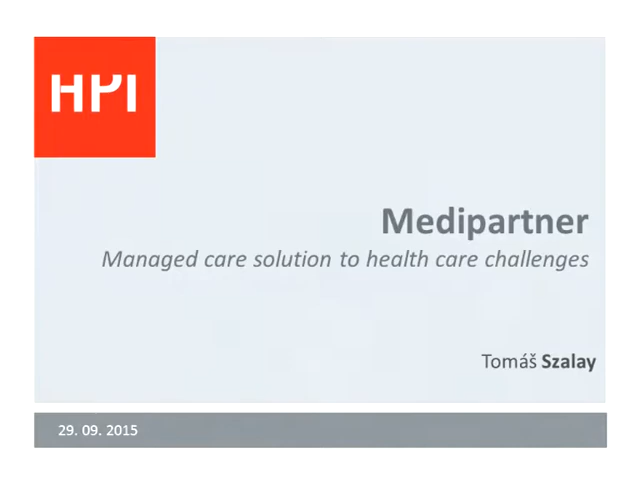 HPI
Medipartner
Managed care solution to health care challenges
Tomáš Szalay
29. 09. 2015